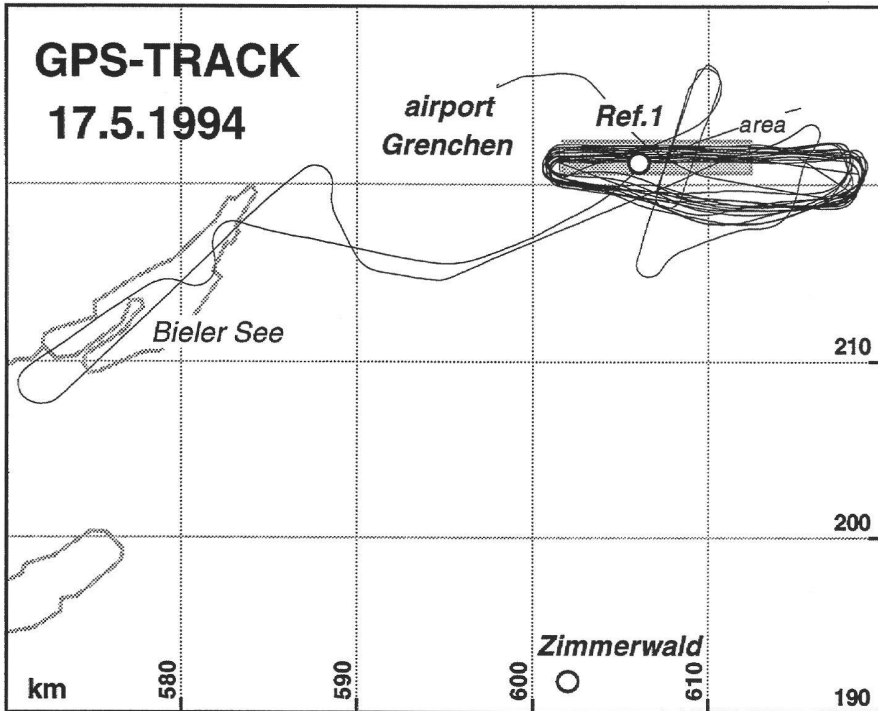 GPS-TRACK
17.5.1994
airport
Grenchen
Ref.1
area
Bieler See
210
200
Zimmerwald
km
580
590
600
610
190